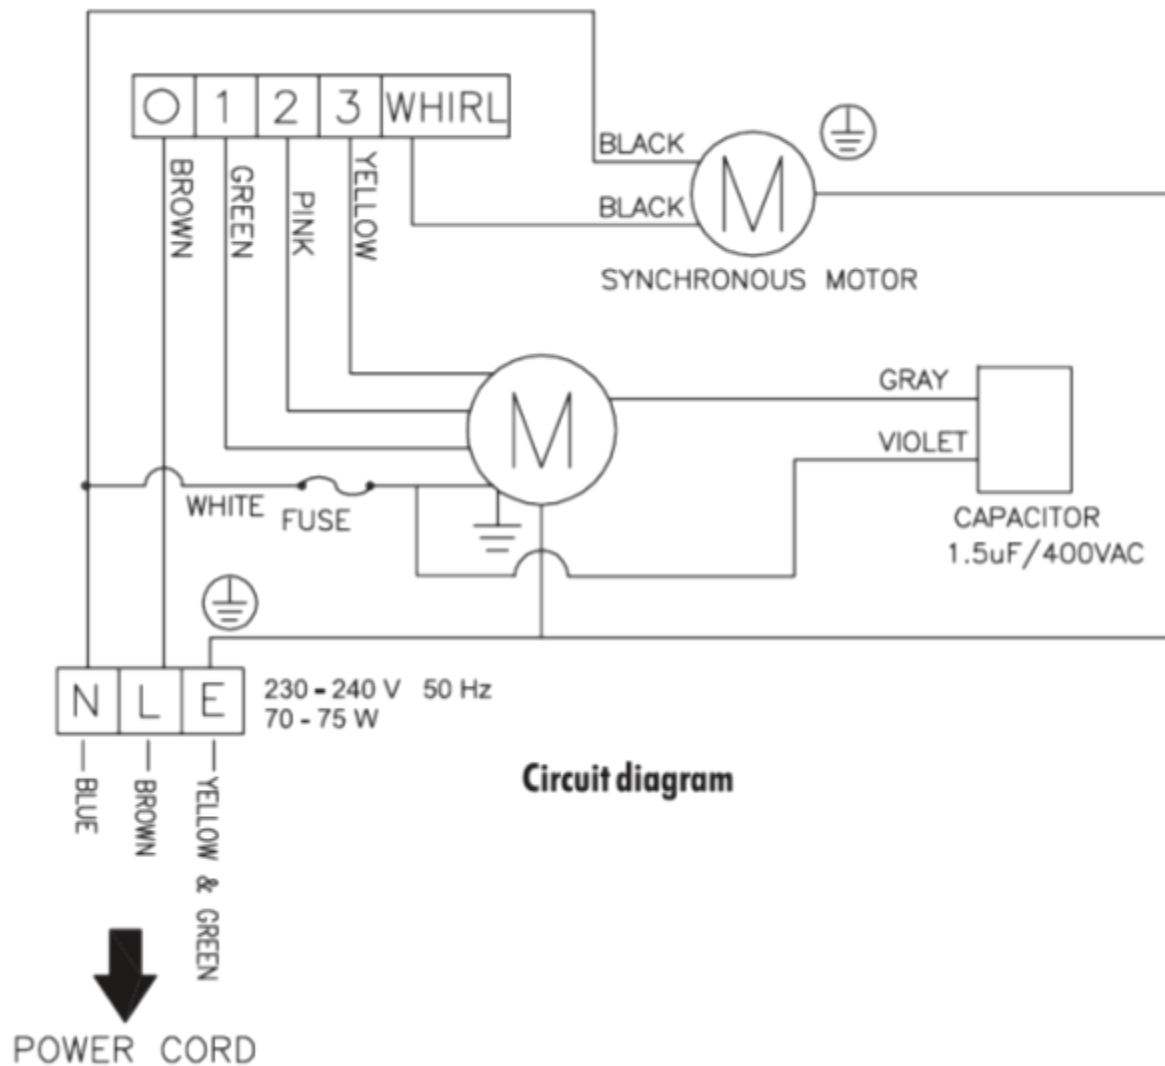 O 1 2 3 WHIRL
BROWN
GREEN
PINK
YELLOW
BLACK
BLACK
M
SYNCHRONOUS MOTOR
M
GRAY
VIOLET
CAPACITOR
1.5uF/400VAC
WHITE
FUSE
N L E
230 - 240 V 50 Hz
70 - 75 W
BLUE
BROWN
YELLOW & GREEN
Circuit diagram
POWER CORD